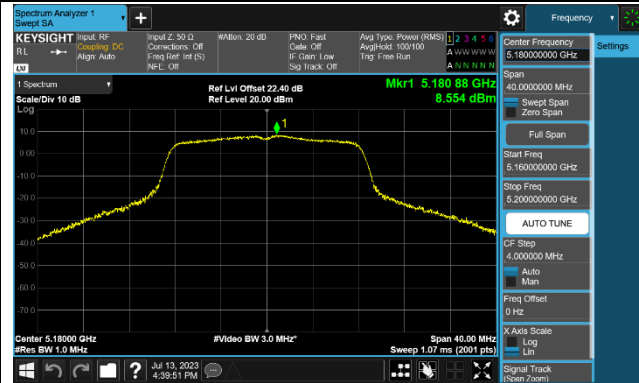 Spectrum Analyzer 1
Swept SA
Frequency
KEYSIGHT
RL
Input: RF
Coupling: DC
Align: Auto
Input Z: 50 Ω
Corrections: Off
Freq Ref: Int (S)
NFE: Off
#Atten: 20 dB
PNO: Fast
Gate: Off
IF Gain: Low
Sig Track: Off
Avg Type: Power (RMS)
Avg|Hold: 100/100
Trig: Free Run
1 2 3 4 5 6
A W W W W W
A N N N N N
LXI
1 Spectrum
Scale/Div 10 dB
Log
Ref Lvl Offset 22.40 dB
Ref Level 20.00 dBm
Mkr1 5.180 88 GHz
8.554 dBm
1
10.0
0.00
-10.0
-20.0
-30.0
-40.0
-50.0
-60.0
-70.0
Center 5.18000 GHz
#Res BW 1.0 MHz
#Video BW 3.0 MHz*
Span 40.00 MHz
Sweep 1.07 ms (2001 pts)
Jul 13, 2023
4:39:51 PM
?
Center Frequency
5.180000000 GHz
Settings
Span
40.0000000 MHz
Swept Span
Zero Span
Full Span
Start Freq
5.160000000 GHz
Stop Freq
5.200000000 GHz
AUTO TUNE
CF Step
4.000000 MHz
Auto
Man
Freq Offset
0 Hz
X Axis Scale
Log
Lin
Signal Track
(Span Zoom)